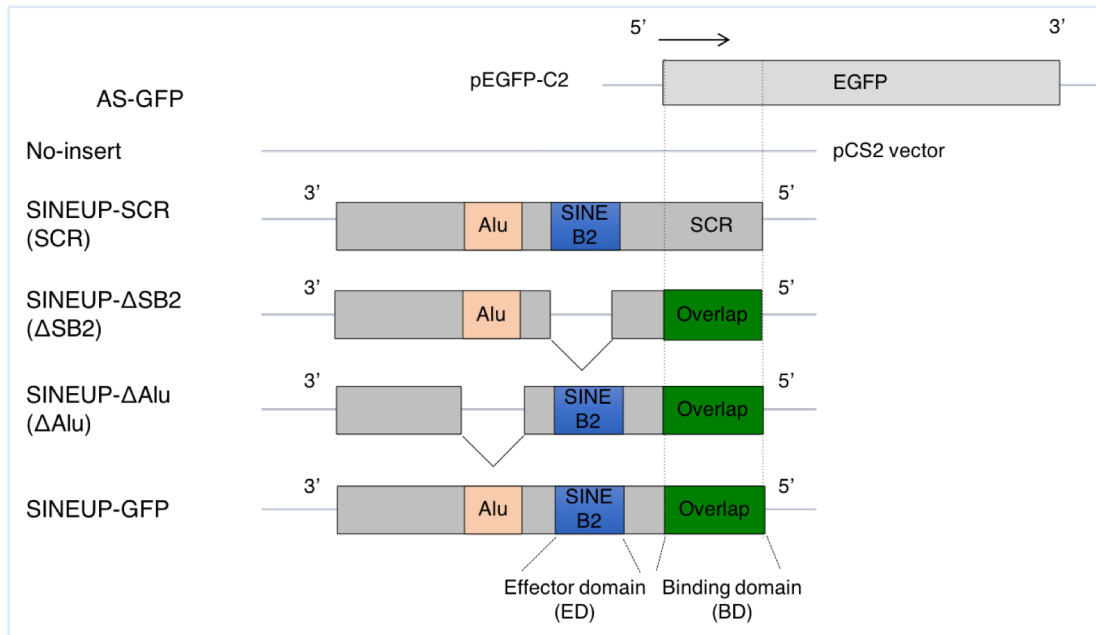 5’ 3’
pEGFP-C2 EGFP
AS-GFP
No-insert pCS2 vector
3’ 5’
SINEUP-SCR
(SCR)
Alu
SINE
B2
SCR
3’ 5’
SINEUP-ΔSB2
(ΔSB2)
Alu
Overlap
3’ 5’
SINEUP-ΔAlu
(ΔAlu)
SINE
B2
Overlap
3’ 5’
SINEUP-GFP
Alu
SINE
B2
Overlap
Effector domain
(ED)
Binding domain
(BD)